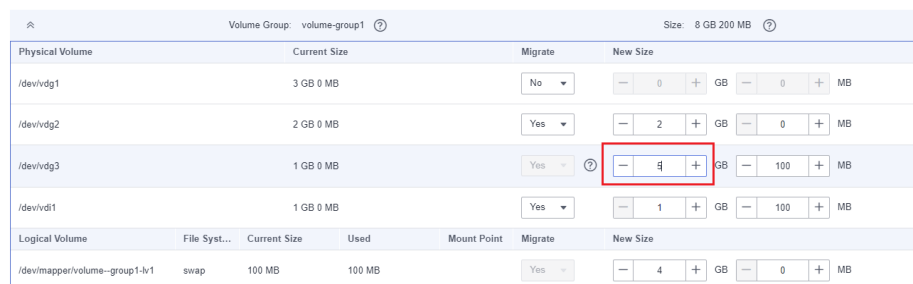 Volume Group: volume-group1 ? Size: 8 GB 200 MB ?
Physical Volume Current Size Migrate New Size
/dev/vdg1 3 GB 0 MB No − 0 + GB − 0 + MB
/dev/vdg2 2 GB 0 MB Yes − 2 + GB − 0 + MB
/dev/vdg3 1 GB 0 MB Yes ? − 5 + GB − 100 + MB
/dev/vdi1 1 GB 0 MB Yes − 1 + GB − 100 + MB
Logical Volume File Syst... Current Size Used Mount Point Migrate New Size
/dev/mapper/volume--group1-lv1 swap 100 MB 100 MB Yes − 4 + GB − 0 + MB